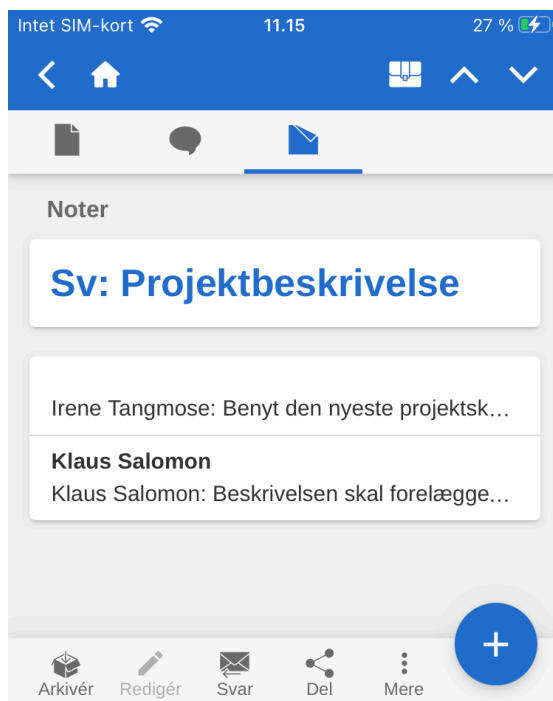 Intet SIM-kort 11.15 27 %
Noter
Sv: Projektbeskrivelse
Irene Tangmose: Benyt den nyeste projektsk...
Klaus Salomon
Klaus Salomon: Beskrivelsen skal forelægge...
Arkivér Redigér Svar Del Mere